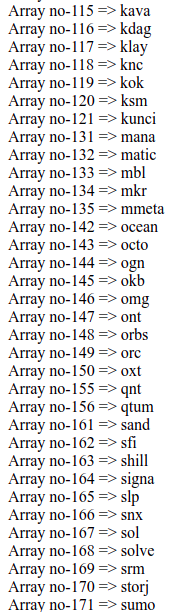 Array no-115 => kava
Array no-116 => kdag
Array no-117 => klay
Array no-118 => knc
Array no-119 => kok
Array no-120 => ksm
Array no-121 => kunci
Array no-131 => mana
Array no-132 => matic
Array no-133 => mbl
Array no-134 => mkr
Array no-135 => mmeta
Array no-142 => ocean
Array no-143 => octo
Array no-144 => ogn
Array no-145 => okb
Array no-146 => omg
Array no-147 => ont
Array no-148 => orbs
Array no-149 => orc
Array no-150 => oxt
Array no-155 => qnt
Array no-156 => qtum
Array no-161 => sand
Array no-162 => sfi
Array no-163 => shill
Array no-164 => signa
Array no-165 => slp
Array no-166 => snx
Array no-167 => sol
Array no-168 => solve
Array no-169 => srm
Array no-170 => storj
Array no-171 => sumo